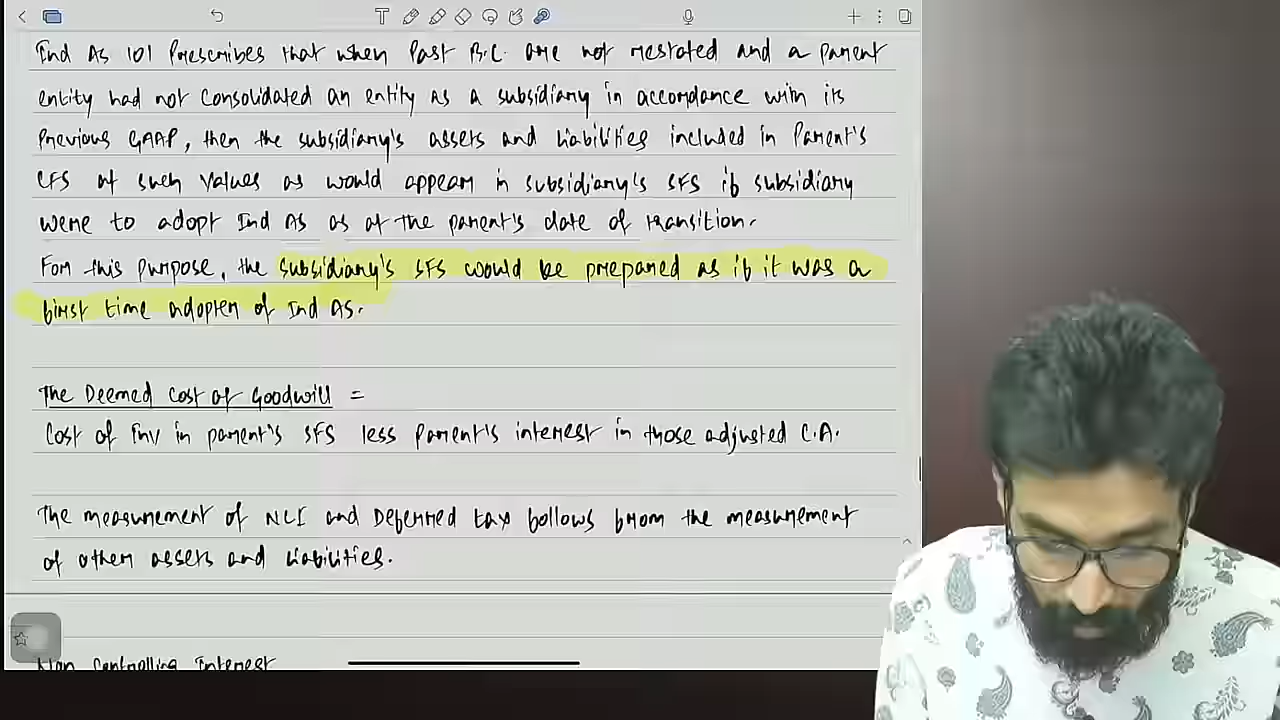 Ind AS 101 Prescribes that when Past B.C. are not restated and a parent
entity had not consolidated an entity as a subsidiary in accordance with its
Previous GAAP, then the subsidiary's assets and liabilities included in Parent's
CFS at such values as would appear in subsidiary's SFS if subsidiary
were to adopt Ind AS as at the parent's date of transition.
For this purpose, the subsidiary's SFS would be prepared as if it was a
first time adopter of Ind AS.
The Deemed Cost of Goodwill =
Cost of Inv in parent's SFS less Parent's interest in those adjusted C.A.
The measurement of NCI and Deferred tax follows from the measurement
of other assets and liabilities.
Non Controlling Interest